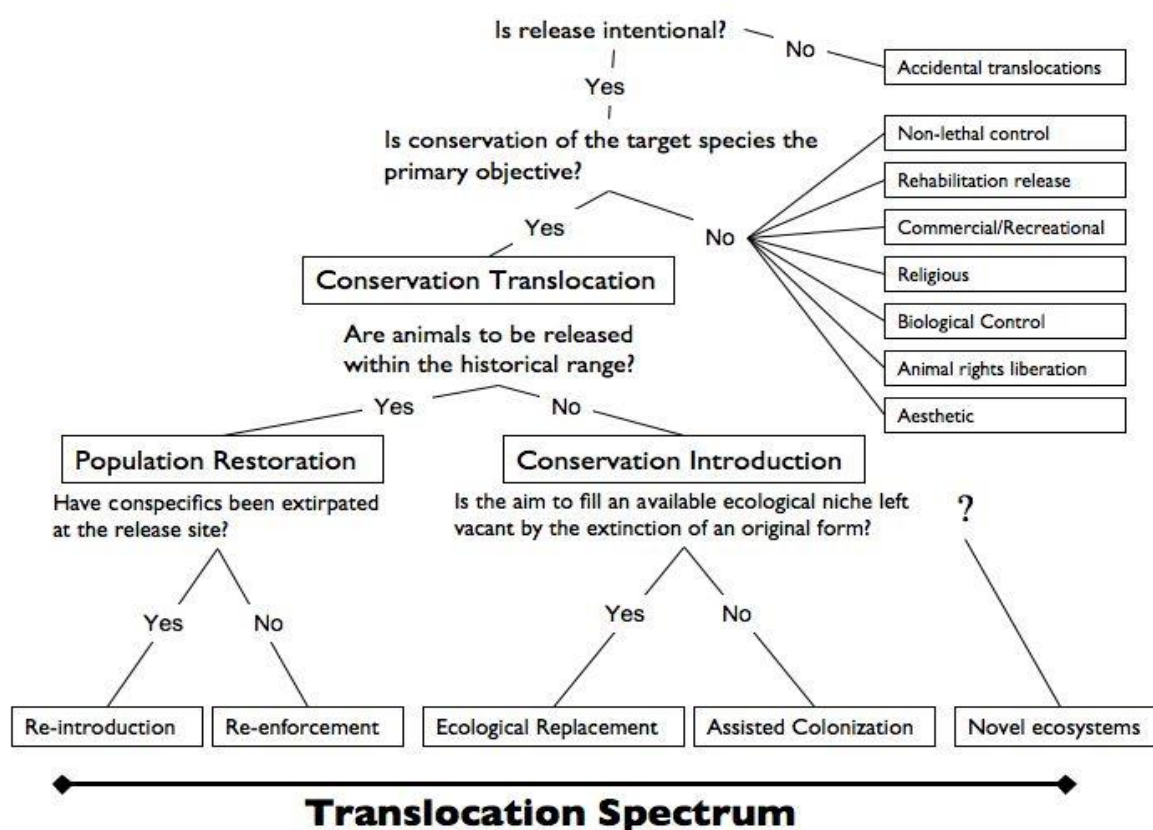 Is release intentional?
No
Accidental translocations
Yes
Is conservation of the target species the
primary objective?
Non-lethal control
Rehabilitation release
Commercial/Recreational
Religious
Biological Control
Animal rights liberation
Aesthetic
Yes
No
Conservation Translocation
Are animals to be released
within the historical range?
Yes
No
Population Restoration
Conservation Introduction
Have conspecifics been extirpated
at the release site?
Is the aim to fill an available ecological niche left
vacant by the extinction of an original form?
?
Yes
No
Yes
No
Re-introduction
Re-enforcement
Ecological Replacement
Assisted Colonization
Novel ecosystems
Translocation Spectrum